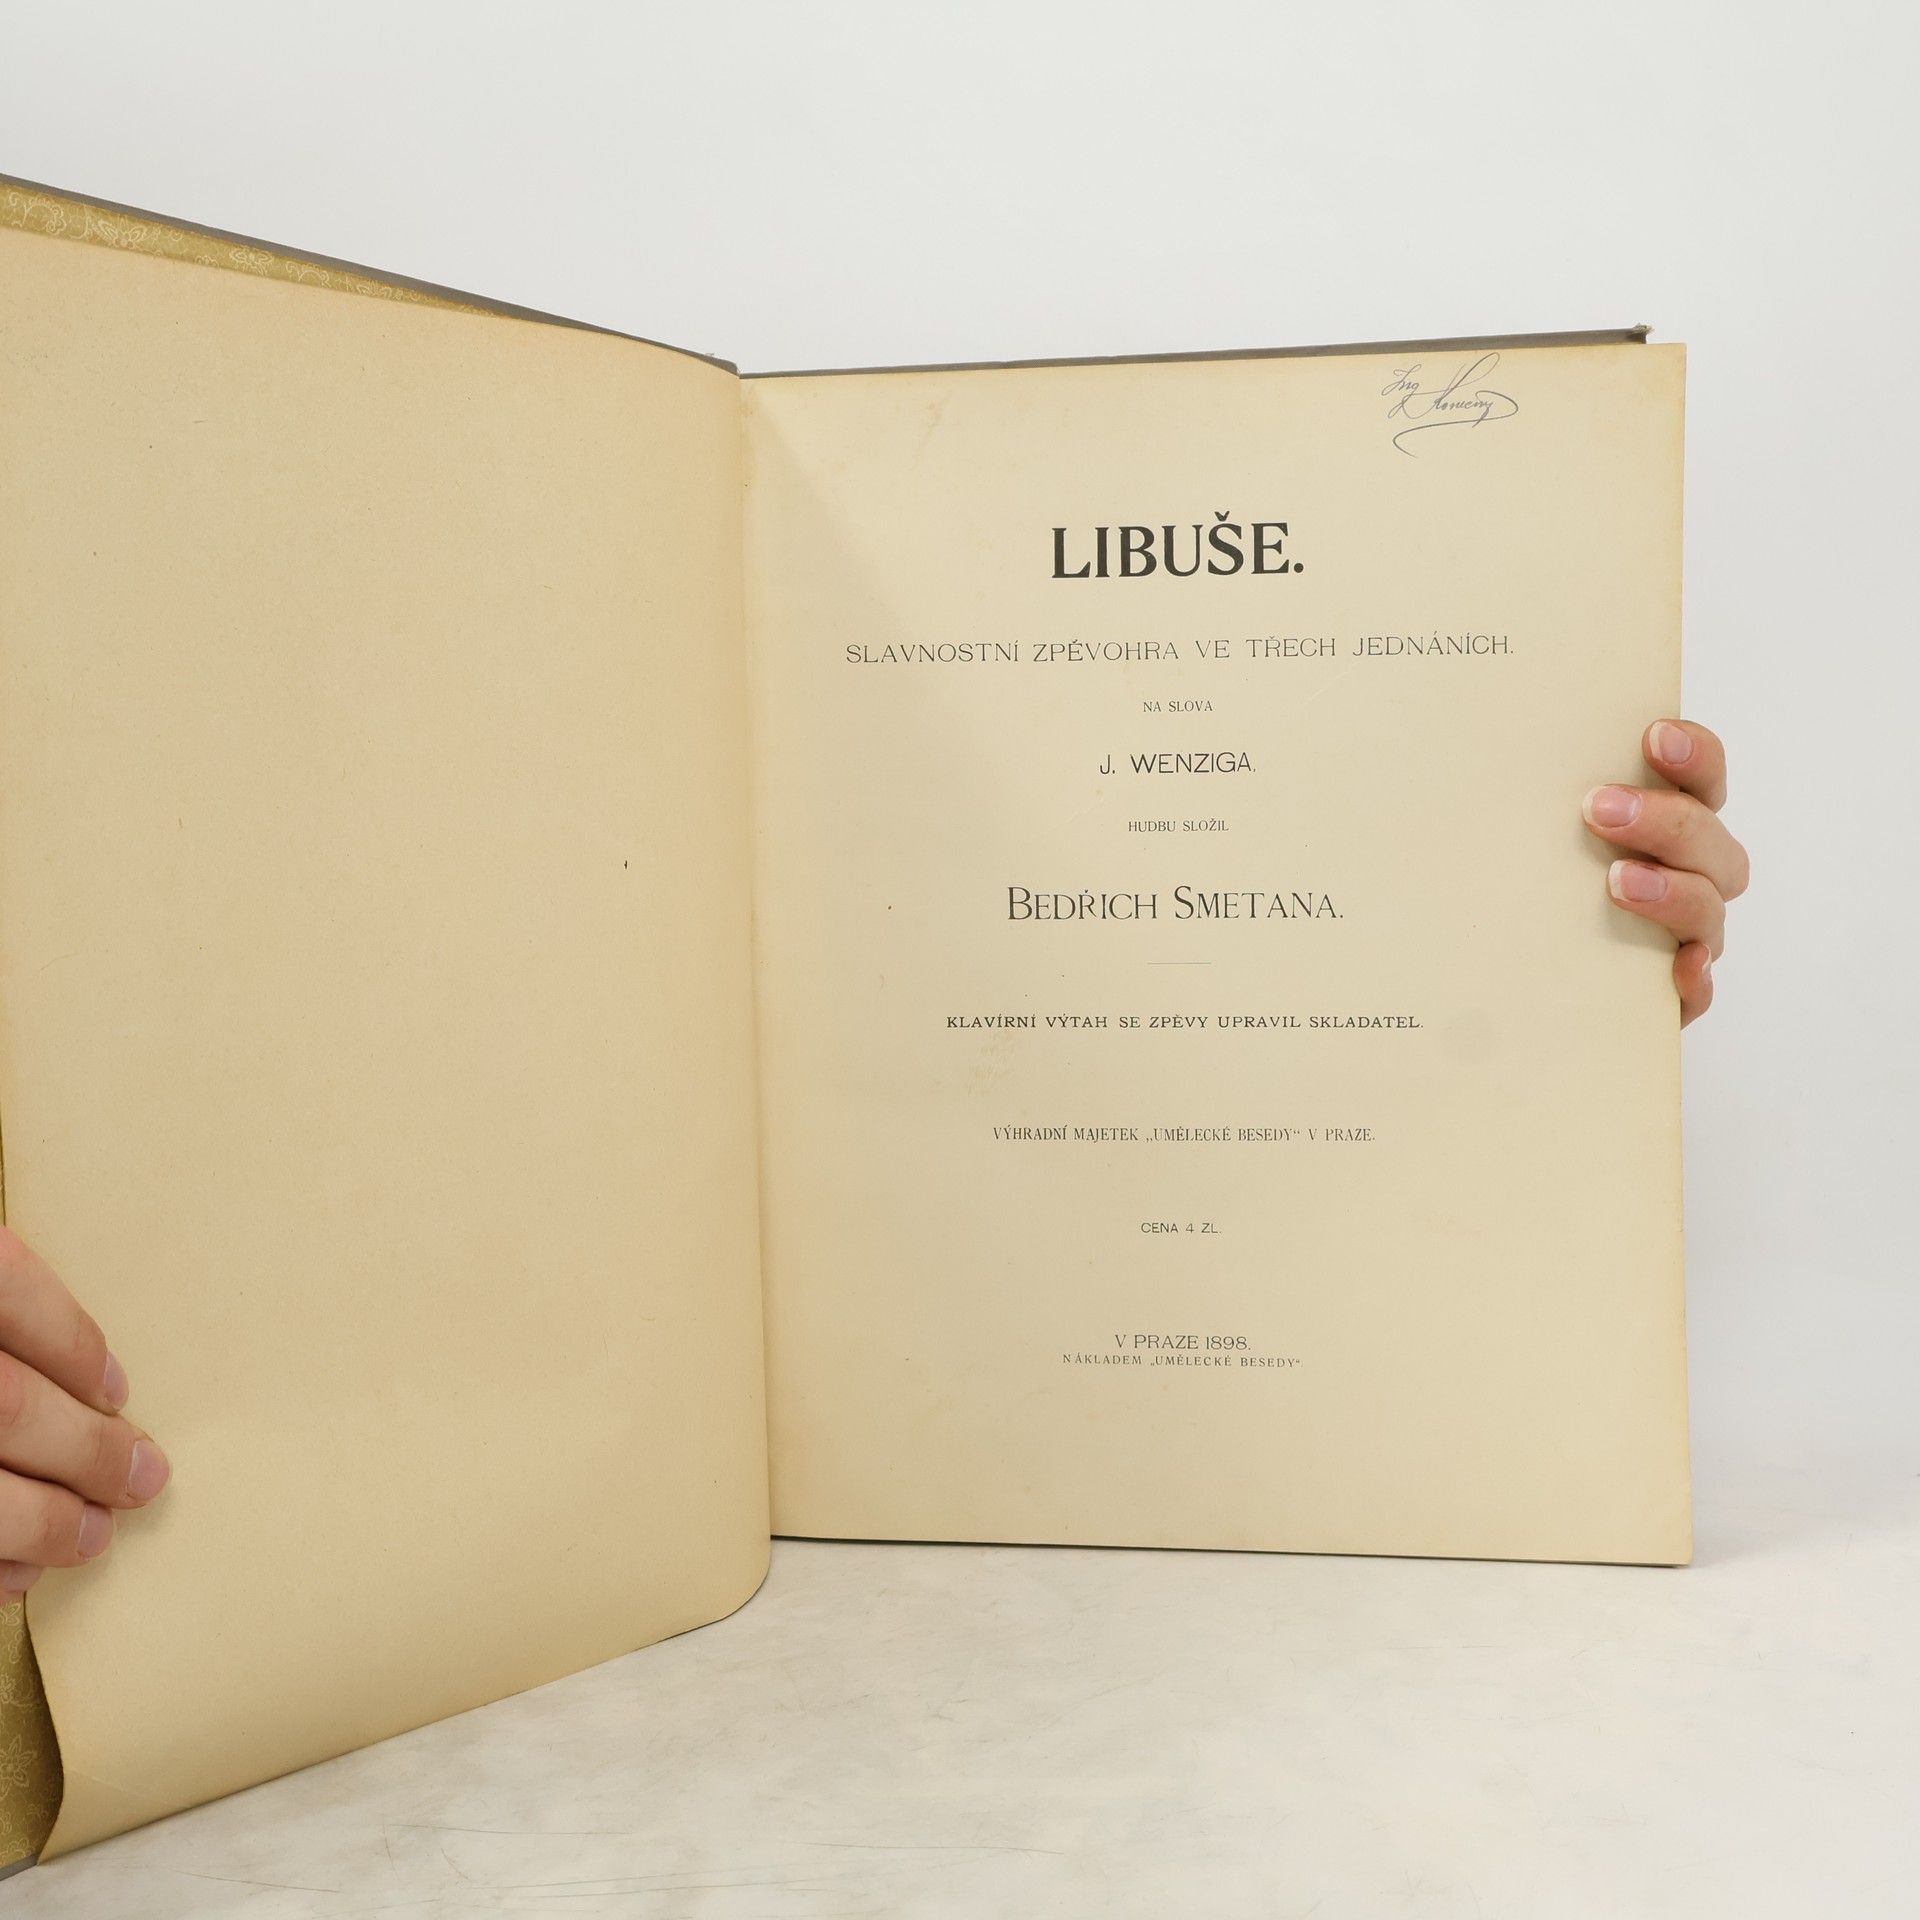 Ing
LIBUŠE.
SLAVNOSTNÍ ZPĚVOHRA VE TŘECH JEDNÁNÍCH.
NA SLOVA
J. WENZIGA,
HUDBU SLOŽIL
BEDŘICH SMETANA.
KLAVÍRNÍ VÝTAH SE ZPĚVY UPRAVIL SKLADATEL.
VÝHRADNÍ MAJETEK „UMĚLECKÉ BESEDY“ V PRAZE.
CENA 4 ZL.
V PRAZE 1898.
NÁKLADEM „UMĚLECKÉ BESEDY“